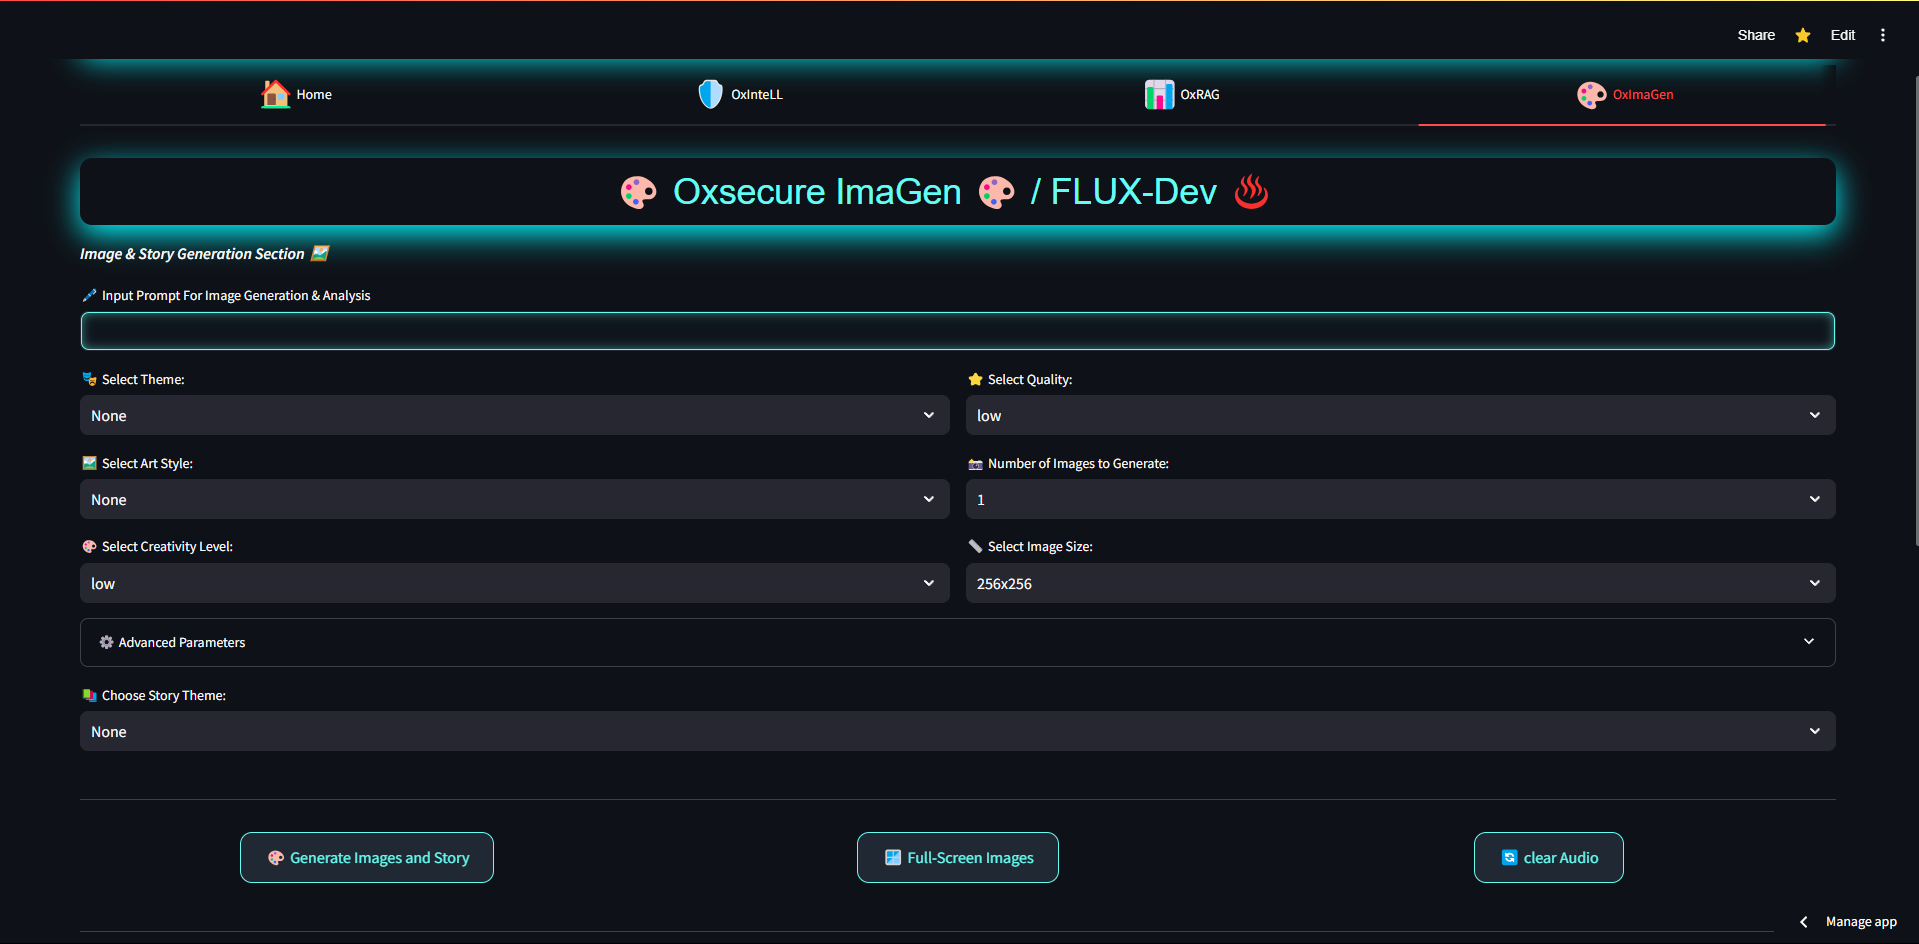 Share Edit
Home OxInteLL OxRAG OxImaGen
Oxsecure ImaGen / FLUX-Dev
Image & Story Generation Section
Input Prompt For Image Generation & Analysis
Select Theme: Select Quality:
None low
Select Art Style: Number of Images to Generate:
None 1
Select Creativity Level: Select Image Size:
low 256x256
Advanced Parameters
Choose Story Theme:
None
Generate Images and Story Full-Screen Images clear Audio
Manage app